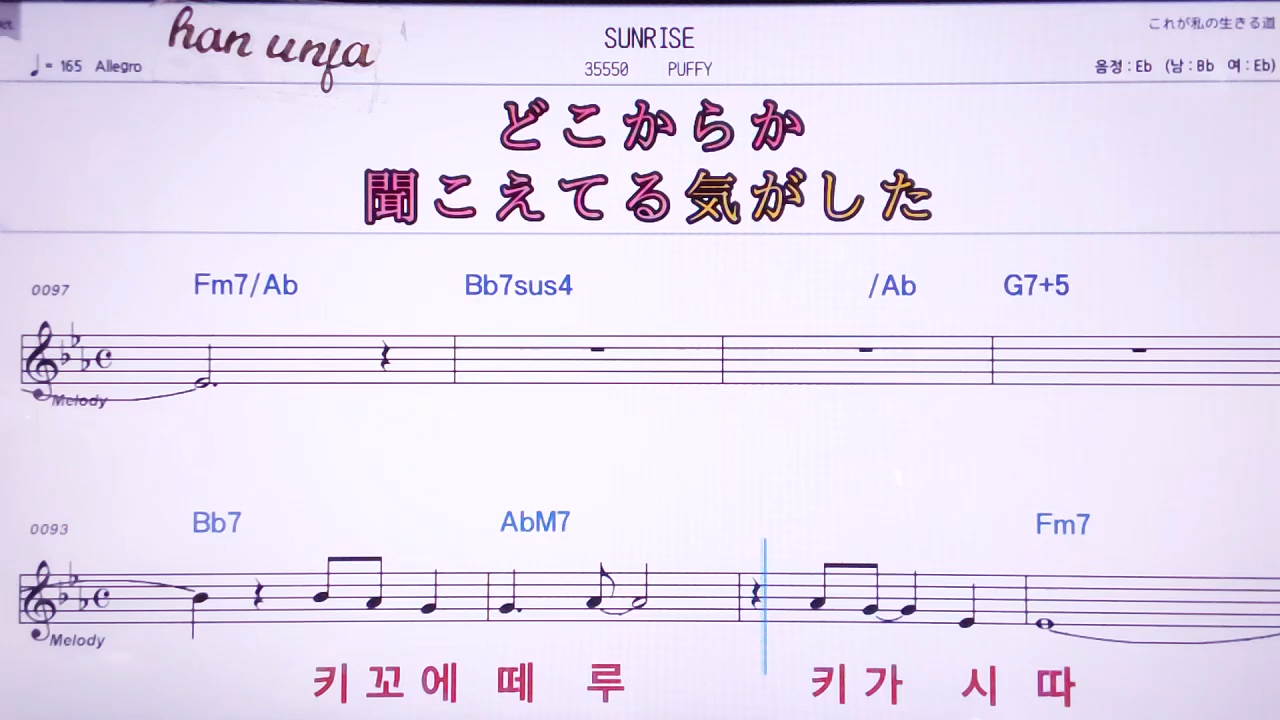 han unfa
SUNRISE
これが私の生きる道
♩= 165 Allegro
35550 PUFFY
음정 : Eb (남 : Bb 여 : Eb)
どこからか
聞こえてる気がした
0097 Fm7/Ab Bb7sus4 /Ab G7+5
Melody
0093 Bb7 AbM7 Fm7
Melody
키 꼬 에 떼 루 키 가 시 따